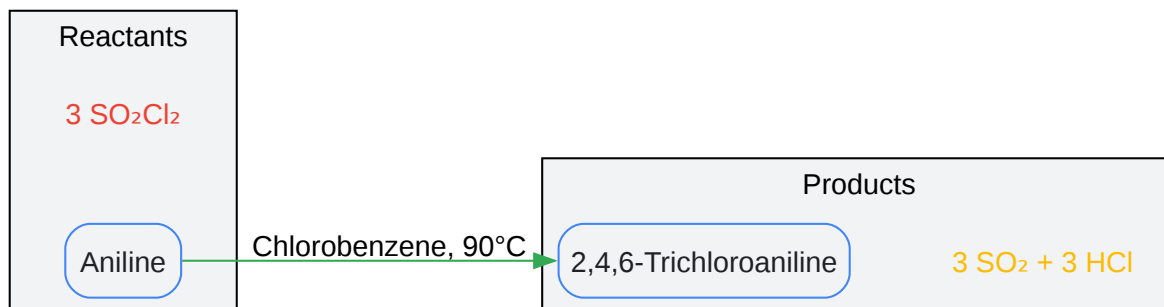 Reactants
3 SO₂Cl₂
Aniline
Chlorobenzene, 90°C
Products
2,4,6-Trichloroaniline
3 SO₂ + 3 HCl